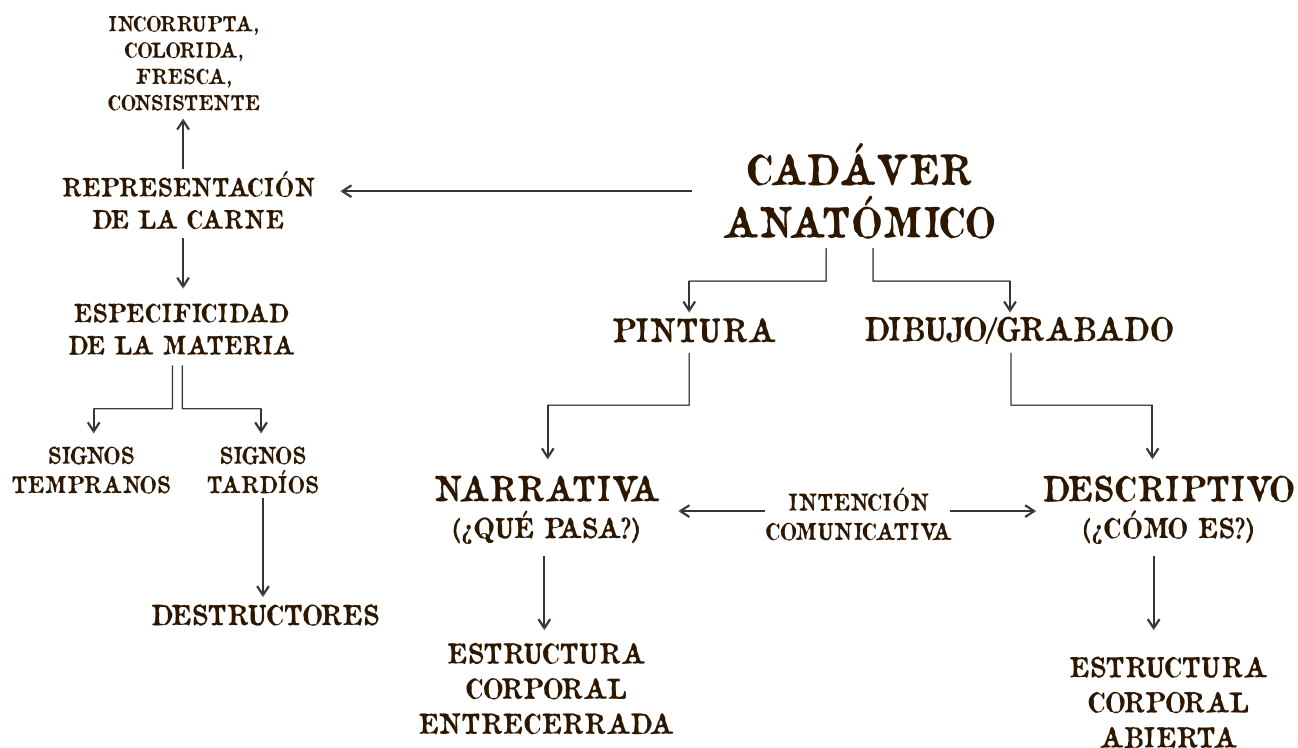 INCORRUPTA,
COLORIDA,
FRESCA,
CONSISTENTE
REPRESENTACIÓN
DE LA CARNE
ESPECIFICIDAD
DE LA MATERIA
SIGNOS
TEMPRANOS
SIGNOS
TARDÍOS
DESTRUCTORES
CADÁVER
ANATÓMICO
PINTURA
DIBUJO/GRABADO
NARRATIVA
(¿QUÉ PASA?)
INTENCIÓN
COMUNICATIVA
DESCRIPTIVO
(¿CÓMO ES?)
ESTRUCTURA
CORPORAL
ENTRECERRADA
ESTRUCTURA
CORPORAL
ABIERTA